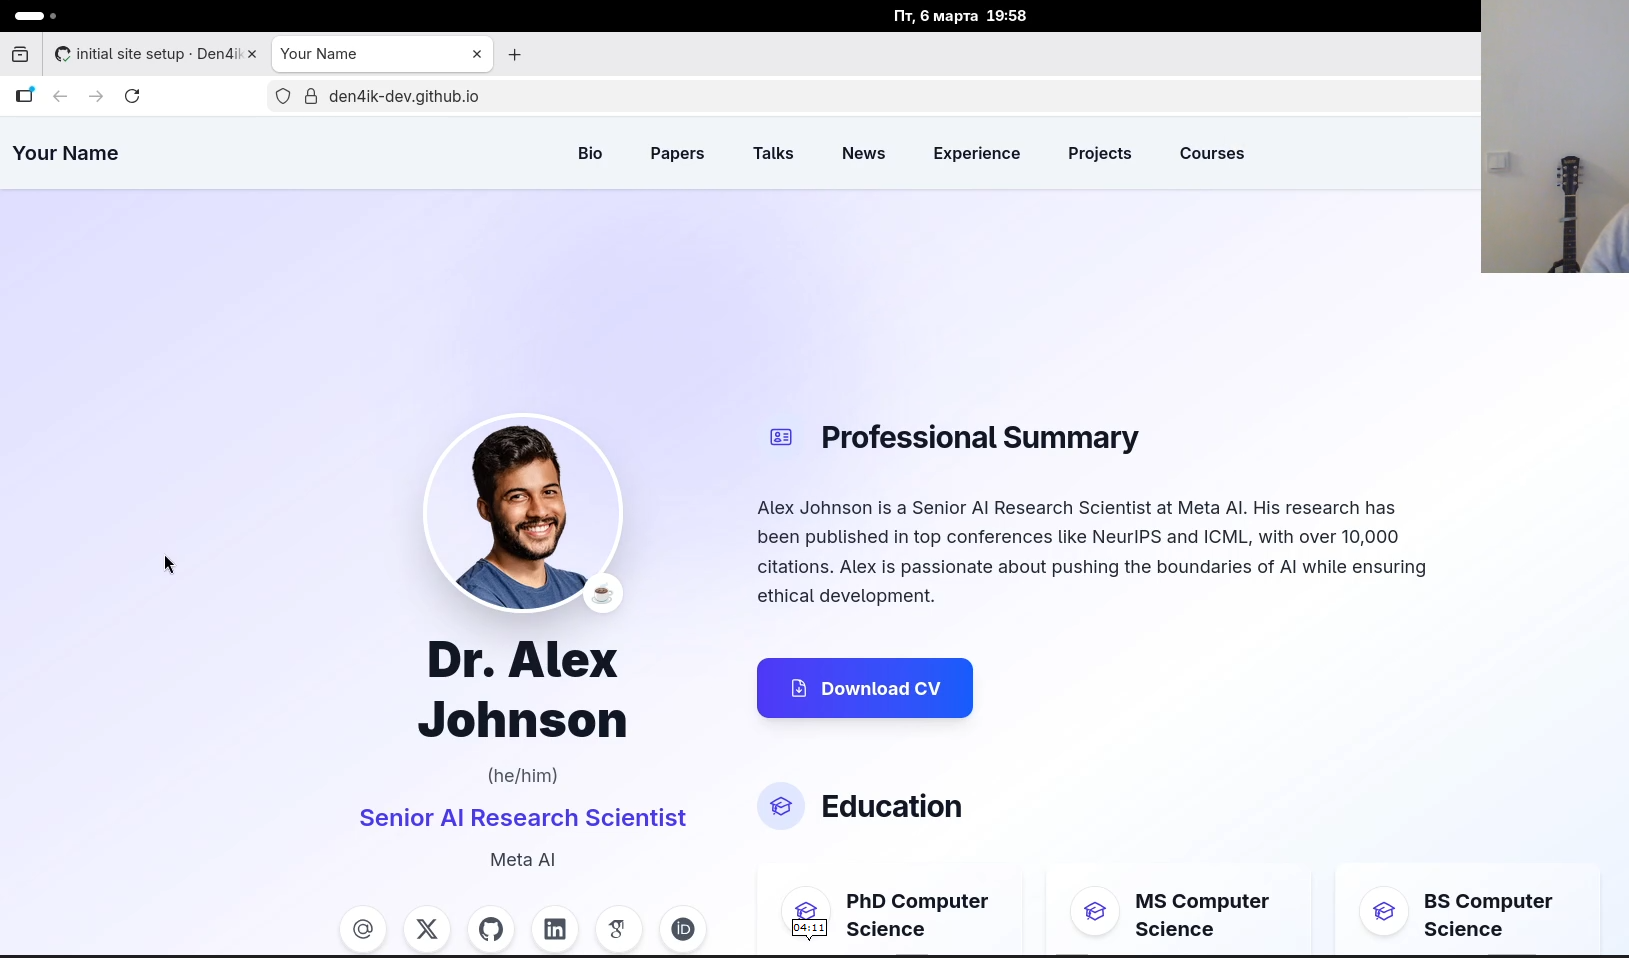 Пт, 6 марта 19:58
initial site setup · Den4ik
Your Name
den4ik-dev.github.io
Your Name
Bio
Papers
Talks
News
Experience
Projects
Courses
Professional Summary
Alex Johnson is a Senior AI Research Scientist at Meta AI. His research has
been published in top conferences like NeurIPS and ICML, with over 10,000
citations. Alex is passionate about pushing the boundaries of AI while ensuring
ethical development.
Download CV
Dr. Alex
Johnson
(he/him)
Senior AI Research Scientist
Meta AI
Education
PhD Computer
Science
MS Computer
Science
BS Computer
Science
04:11